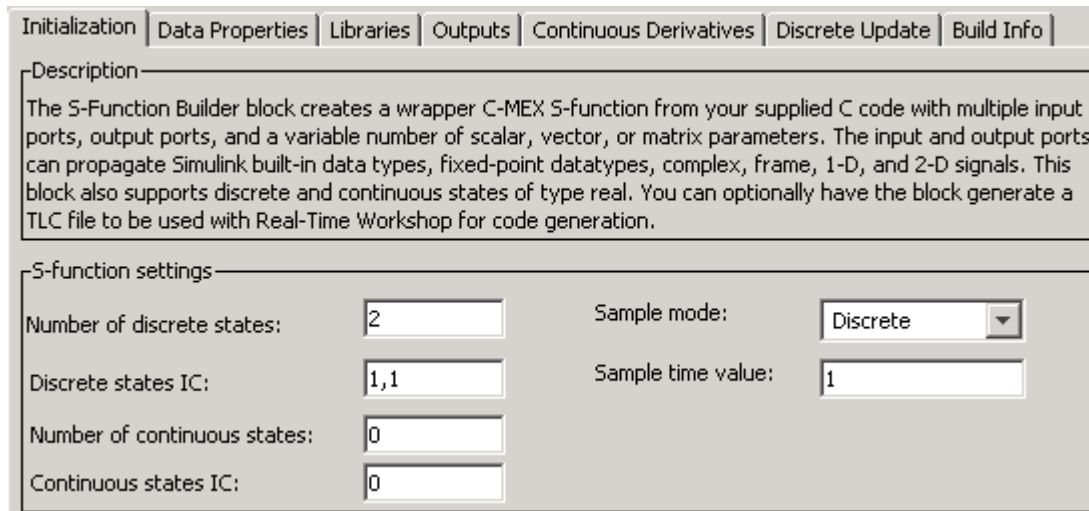 Initialization Data Properties Libraries Outputs Continuous Derivatives Discrete Update Build Info
Description
The S-Function Builder block creates a wrapper C-MEX S-function from your supplied C code with multiple input
ports, output ports, and a variable number of scalar, vector, or matrix parameters. The input and output ports
can propagate Simulink built-in data types, fixed-point datatypes, complex, frame, 1-D, and 2-D signals. This
block also supports discrete and continuous states of type real. You can optionally have the block generate a
TLC file to be used with Real-Time Workshop for code generation.
S-function settings
Number of discrete states: 2 Sample mode: Discrete
Discrete states IC: 1,1 Sample time value: 1
Number of continuous states: 0
Continuous states IC: 0